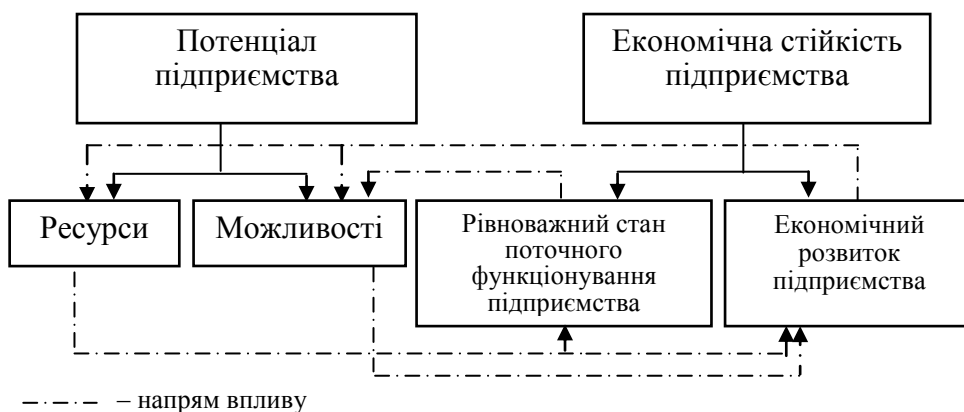 Потенціал
підприємства
Економічна стійкість
підприємства
Ресурси
Можливості
Рівноважний стан
поточного
функціонування
підприємства
Економічний
розвиток
підприємства
– напрям впливу